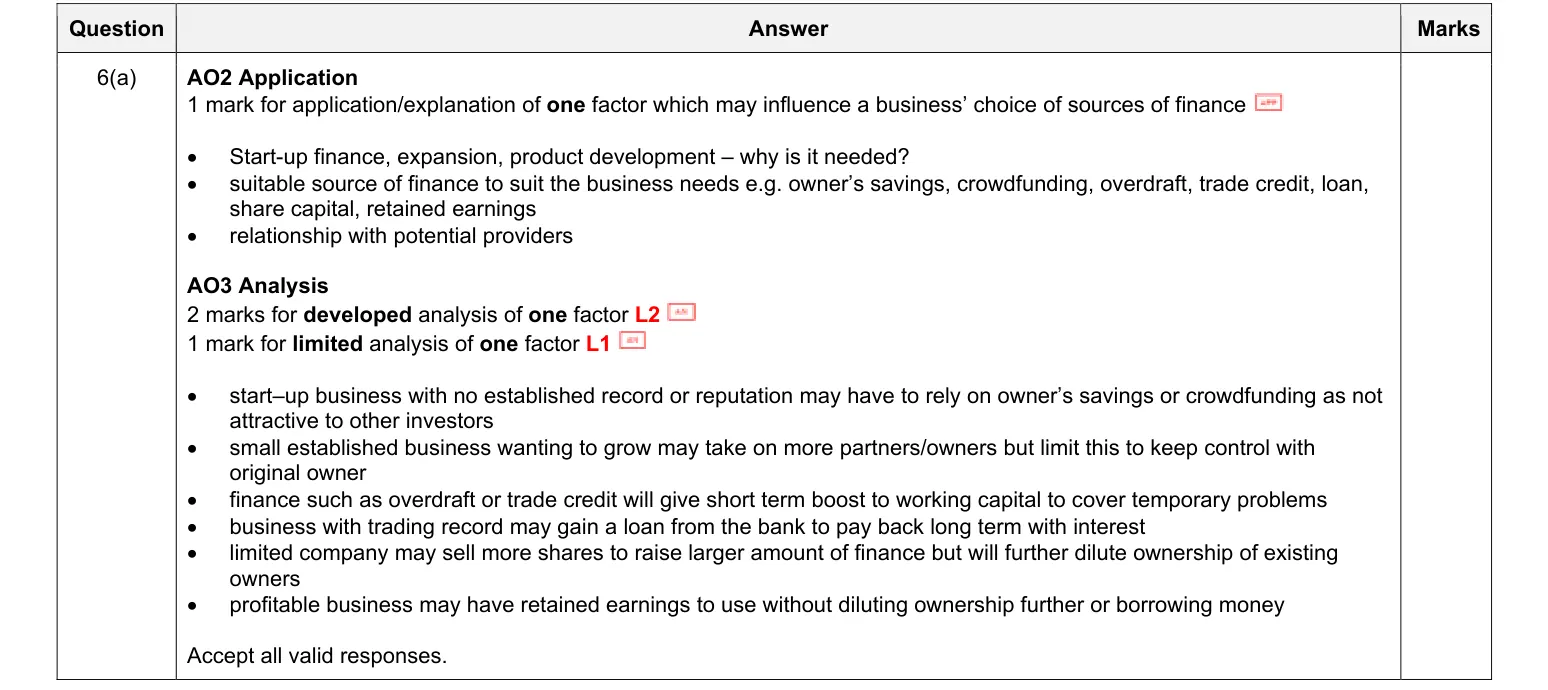 Question Answer Marks
6(a) AO2 Application
1 mark for application/explanation of one factor which may influence a business’ choice of sources of finance
• Start-up finance, expansion, product development – why is it needed?
• suitable source of finance to suit the business needs e.g. owner’s savings, crowdfunding, overdraft, trade credit, loan,
share capital, retained earnings
• relationship with potential providers
AO3 Analysis
2 marks for developed analysis of one factor L2
1 mark for limited analysis of one factor L1
• start–up business with no established record or reputation may have to rely on owner’s savings or crowdfunding as not
attractive to other investors
• small established business wanting to grow may take on more partners/owners but limit this to keep control with
original owner
• finance such as overdraft or trade credit will give short term boost to working capital to cover temporary problems
• business with trading record may gain a loan from the bank to pay back long term with interest
• limited company may sell more shares to raise larger amount of finance but will further dilute ownership of existing
owners
• profitable business may have retained earnings to use without diluting ownership further or borrowing money
Accept all valid responses.